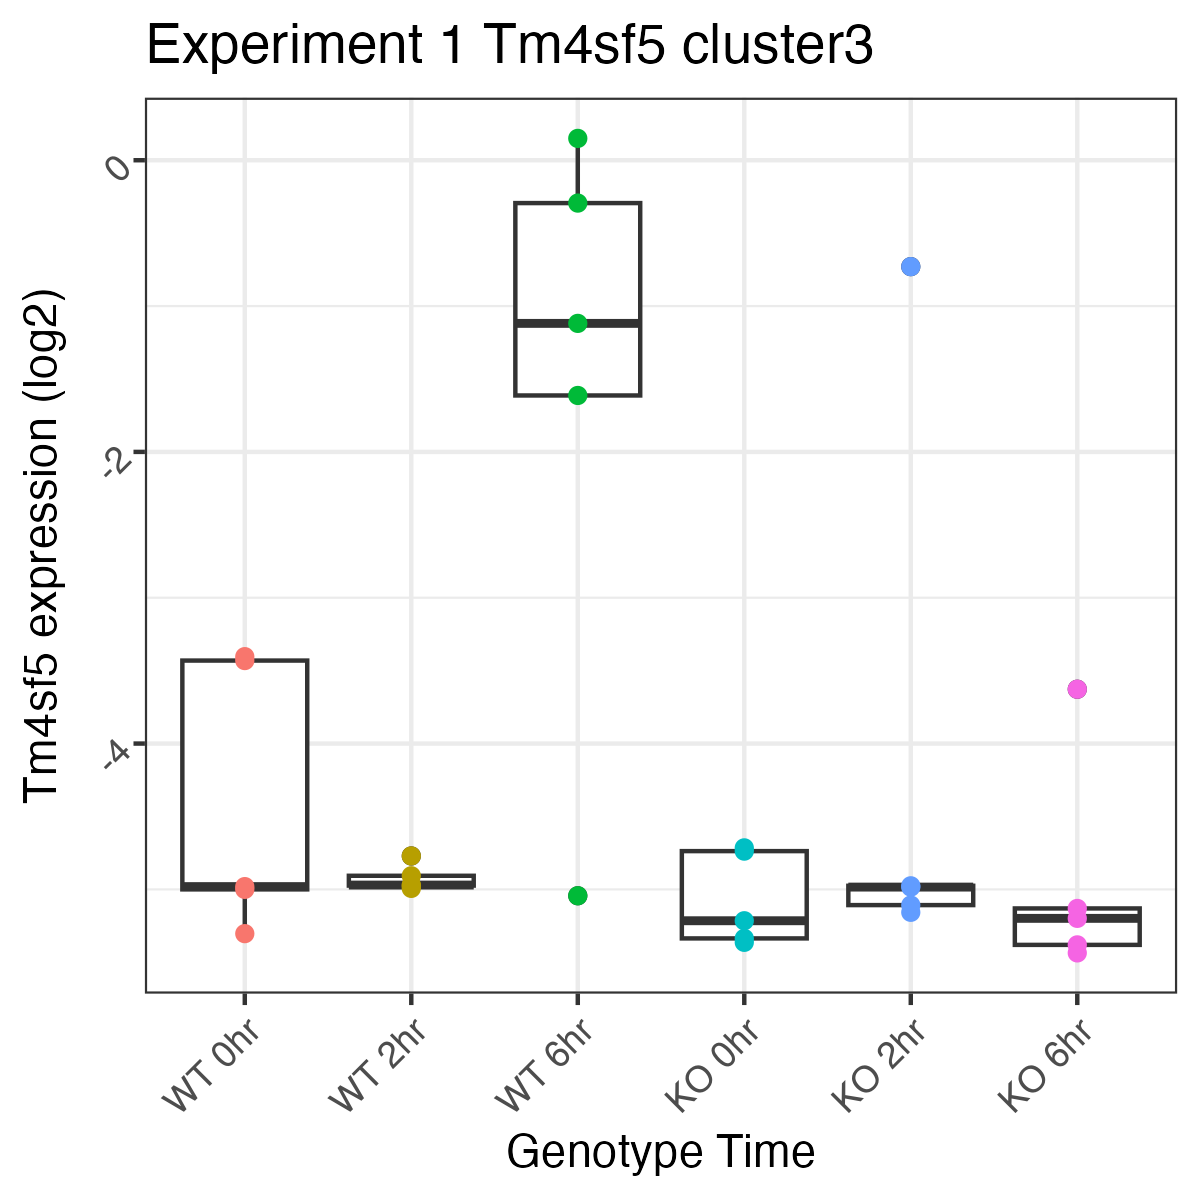 Experiment 1 Tm4sf5 cluster3
Tm4sf5 expression (log2)
0
-2
-4
WT 0hr
WT 2hr
WT 6hr
KO 0hr
KO 2hr
KO 6hr
Genotype Time